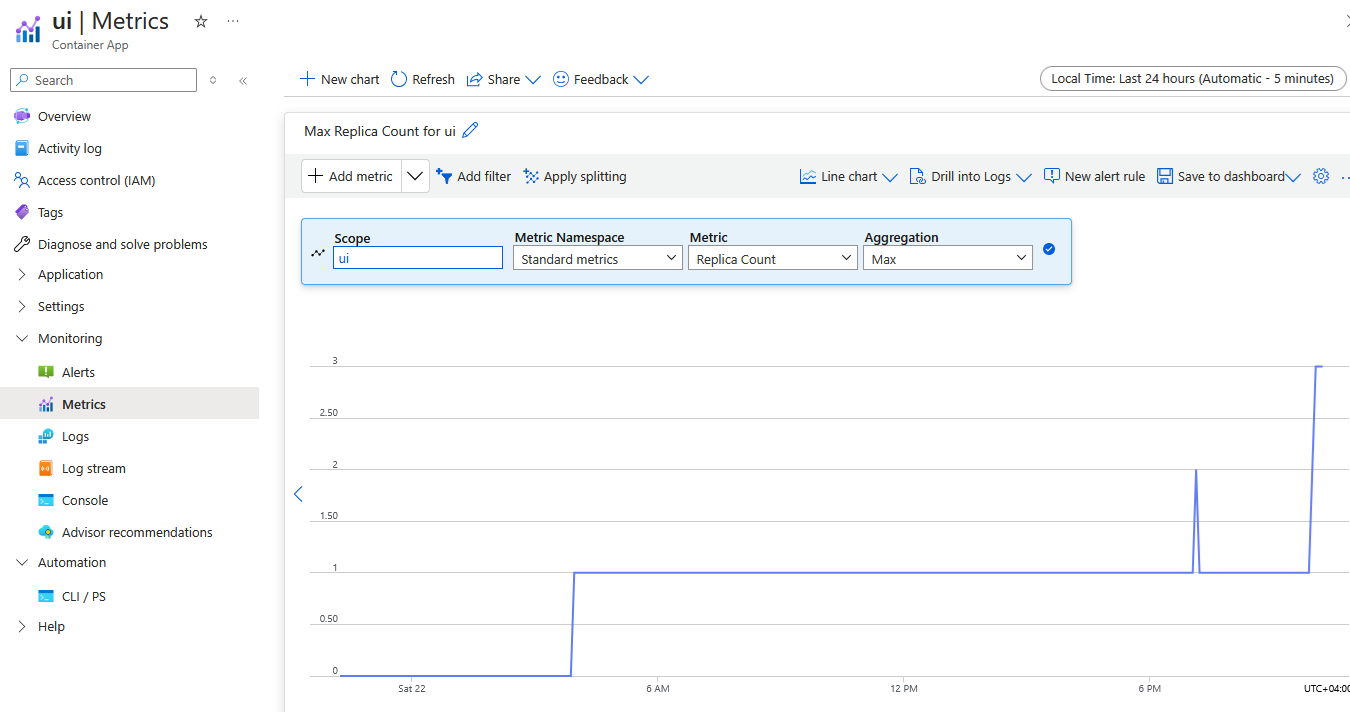 ui | Metrics
Container App
Search
Overview
Activity log
Access control (IAM)
Tags
Diagnose and solve problems
Application
Settings
Monitoring
Alerts
Metrics
Logs
Log stream
Console
Advisor recommendations
Automation
CLI / PS
Help
New chart Refresh Share Feedback
Local Time: Last 24 hours (Automatic - 5 minutes)
Max Replica Count for ui
Add metric Add filter Apply splitting
Line chart Drill into Logs New alert rule Save to dashboard
Scope Metric Namespace Metric Aggregation
ui Standard metrics Replica Count Max
3
2.50
2
1.50
1
0.50
0
Sat 22 6 AM 12 PM 6 PM UTC+04:00